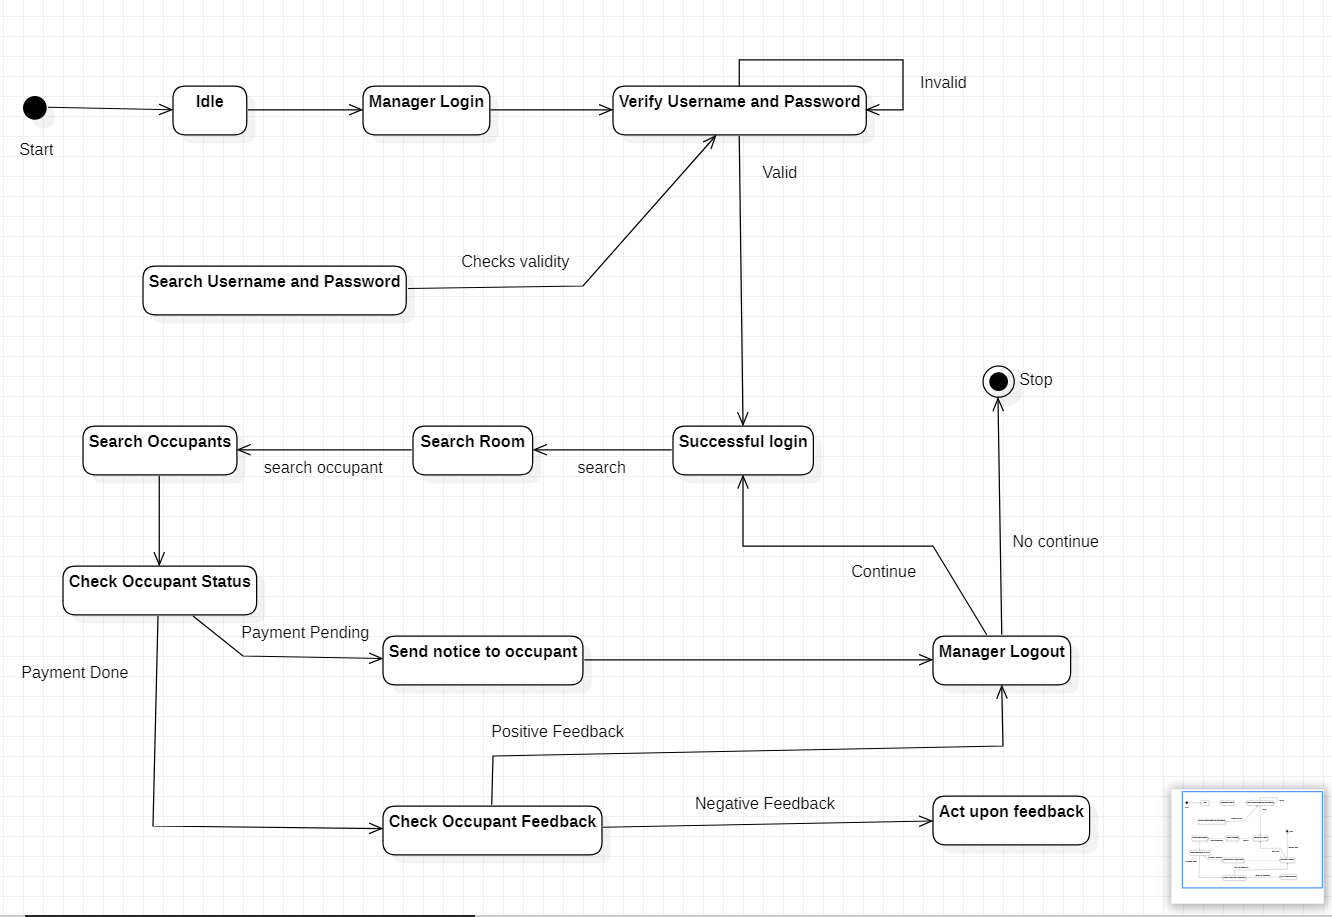 Invalid
Idle
Manager Login
Verify Username and Password
Start
Valid
Checks validity
Search Username and Password
Stop
Search Occupants
Search Room
Successful login
search occupant
search
No continue
Continue
Check Occupant Status
Payment Pending
Send notice to occupant
Manager Logout
Payment Done
Positive Feedback
Negative Feedback
Check Occupant Feedback
Act upon feedback